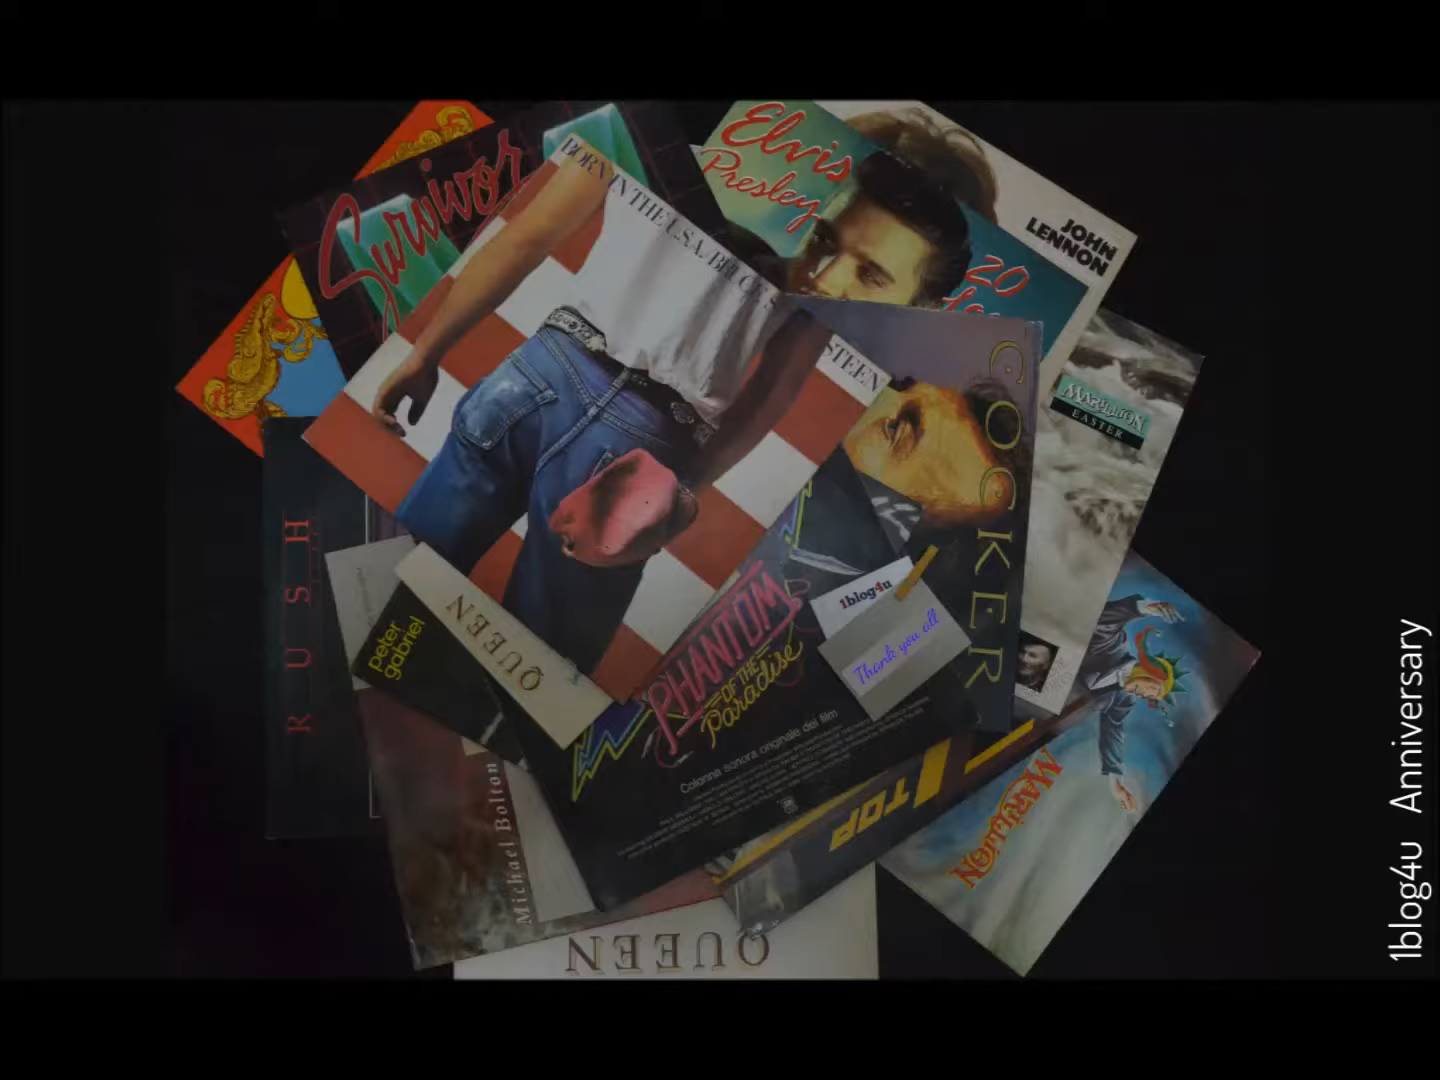 Survivor
BORN IN THE U.S.A./BRUCE S
STEEN
Elvis
Presley
20
JOHN
LENNON
COCKER
MARILLION
EASTER
RUSH
peter
gabriel
QUEEN
PHANTOM
OF THE
Paradise
Colonna sonora originale del film
1blog4u
Thank you all
Michael Bolton
TOP
MARILLION
QUEEN
1blog4u Anniversary